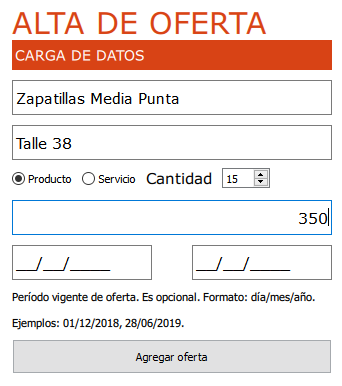 ALTA DE OFERTA
CARGA DE DATOS
Zapatillas Media Punta
Talle 38
Producto Servicio Cantidad 15
350
__/__/____ __/__/____
Período vigente de oferta. Es opcional. Formato: día/mes/año.
Ejemplos: 01/12/2018, 28/06/2019.
Agregar oferta